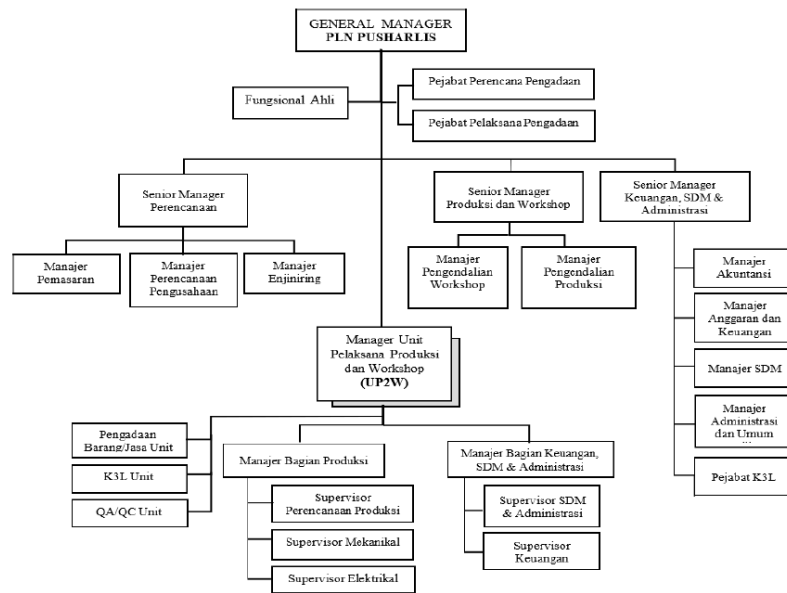 GENERAL MANAGER
PLN PUSHARLIS
Fungsional Ahli
Pejabat Perencana Pengadaan
Pejabat Pelaksana Pengadaan
Senior Manager
Perencanaan
Senior Manager
Produksi dan Workshop
Senior Manager
Keuangan, SDM &
Administrasi
Manajer
Pemasaran
Manajer
Perencanaan
Pengusahaan
Manajer
Enjiniring
Manajer
Pengendalian
Workshop
Manajer
Pengendalian
Produksi
Manajer
Akuntansi
Manajer
Anggaran dan
Keuangan
Manajer SDM
Manajer
Administrasi
dan Umum
Pejabat K3L
Manager Unit
Pelaksana Produksi
dan Workshop
(UP2W)
Pengadaan
Barang/Jasa Unit
K3L Unit
QA/QC Unit
Manajer Bagian Produksi
Supervisor
Perencanaan Produksi
Supervisor Mekanikal
Supervisor Elektrikal
Manajer Bagian Keuangan,
SDM & Administrasi
Supervisor SDM
& Administrasi
Supervisor
Keuangan